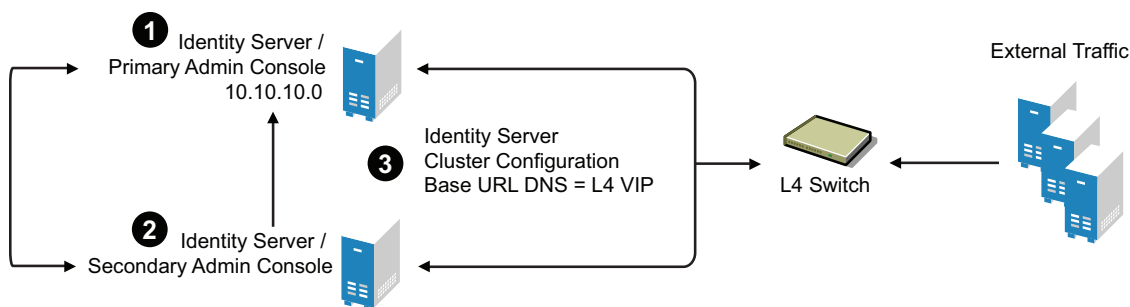 1
Identity Server /
Primary Admin Console
10.10.10.0
External Traffic
3
Identity Server
Cluster Configuration
Base URL DNS = L4 VIP
L4 Switch
2
Identity Server /
Secondary Admin Console